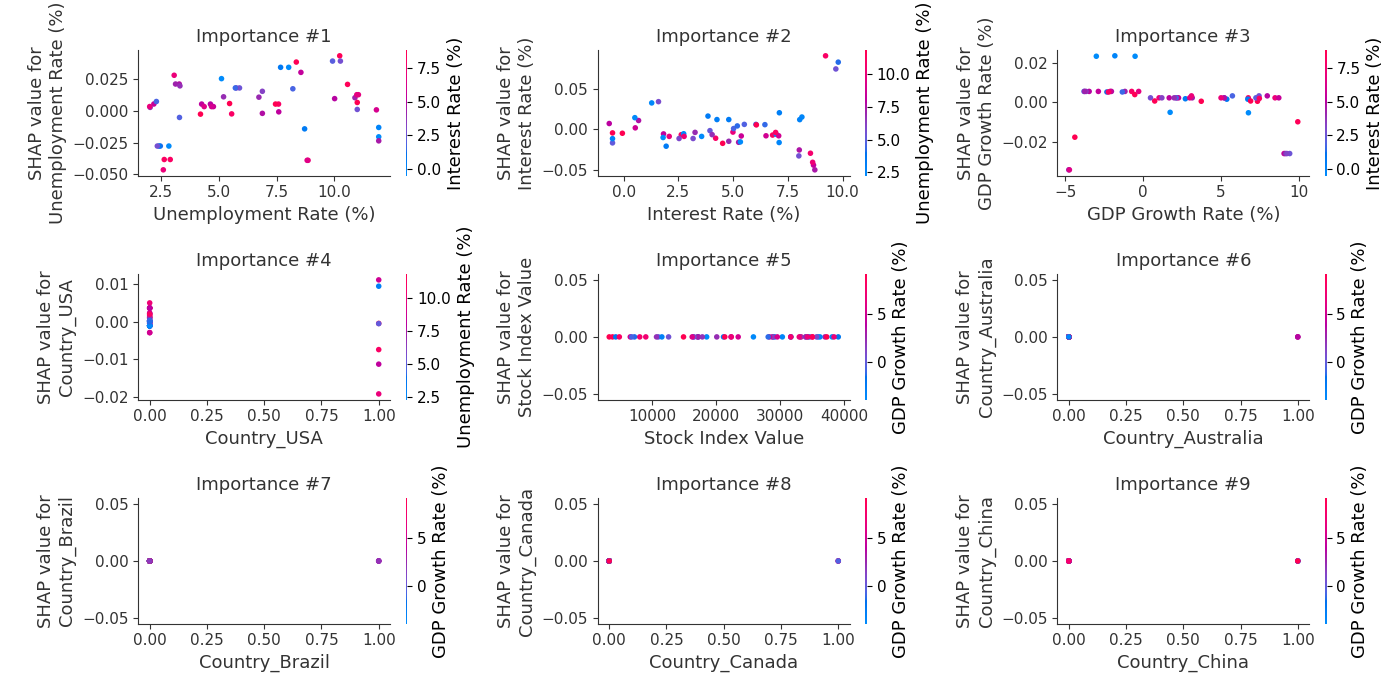 Importance #1
SHAP value for
Unemployment Rate (%)
0.025
0.000
−0.025
−0.050
2.5
5.0
7.5
10.0
Unemployment Rate (%)
7.5
5.0
2.5
0.0
Interest Rate (%)
Importance #2
SHAP value for
Interest Rate (%)
0.05
0.00
−0.05
0.0
2.5
5.0
7.5
10.0
Interest Rate (%)
10.0
7.5
5.0
2.5
Unemployment Rate (%)
Importance #3
SHAP value for
GDP Growth Rate (%)
0.02
0.00
−0.02
−5
0
5
10
GDP Growth Rate (%)
7.5
5.0
2.5
0.0
Interest Rate (%)
Importance #4
SHAP value for
Country_USA
0.01
0.00
−0.01
−0.02
0.00
0.25
0.50
0.75
1.00
Country_USA
10.0
7.5
5.0
2.5
Unemployment Rate (%)
Importance #5
SHAP value for
Stock Index Value
0.05
0.00
−0.05
10000
20000
30000
40000
Stock Index Value
5
0
GDP Growth Rate (%)
Importance #6
SHAP value for
Country_Australia
0.05
0.00
−0.05
0.00
0.25
0.50
0.75
1.00
Country_Australia
5
0
GDP Growth Rate (%)
Importance #7
SHAP value for
Country_Brazil
0.05
0.00
−0.05
0.00
0.25
0.50
0.75
1.00
Country_Brazil
5
0
GDP Growth Rate (%)
Importance #8
SHAP value for
Country_Canada
0.05
0.00
−0.05
0.00
0.25
0.50
0.75
1.00
Country_Canada
5
0
GDP Growth Rate (%)
Importance #9
SHAP value for
Country_China
0.05
0.00
−0.05
0.00
0.25
0.50
0.75
1.00
Country_China
5
0
GDP Growth Rate (%)